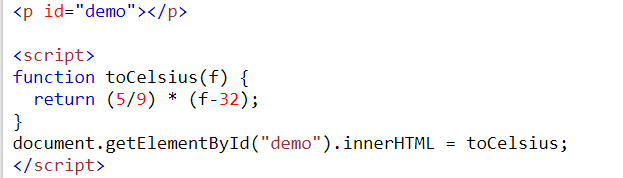 <p id="demo"></p>

<script>
function toCelsius(f) {
  return (5/9) * (f-32);
}
document.getElementById("demo").innerHTML = toCelsius;
</script>